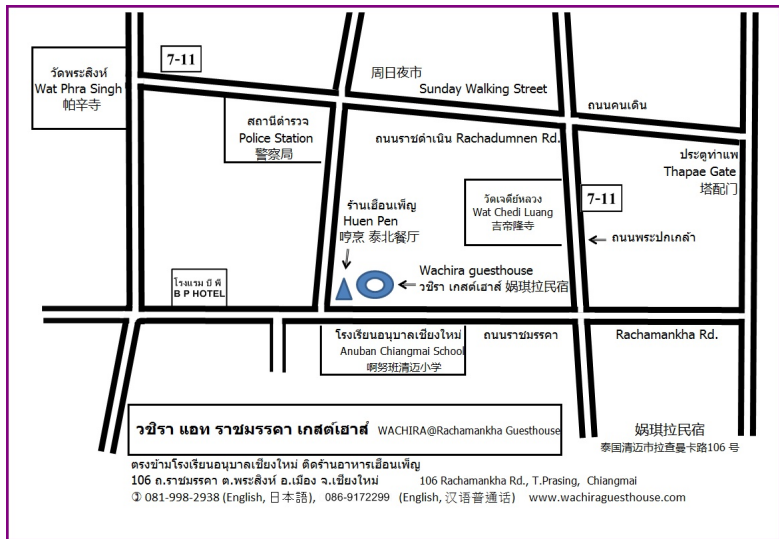 7-11
วัดพระสิงห์
Wat Phra Singh
帕辛寺
周日夜市
Sunday Walking Street
ถนนคนเดิน
สถานีตำรวจ
Police Station
警察局
ถนนราชดำเนิน Rachadumnen Rd.
ประตูท่าแพ
Thapae Gate
塔配门
วัดเจดีย์หลวง
Wat Chedi Luang
吉帝隆寺
7-11
ร้านเฮือนเพ็ญ
Huen Pen
哼烹 泰北餐厅
ถนนพระปกเกล้า
โรงแรม บี พี
B P HOTEL
Wachira guesthouse
วชิรา เกสต์เฮาส์ 娲琪拉民宿
โรงเรียนอนุบาลเชียงใหม่
Anuban Chiangmai School
啊努班清迈小学
ถนนราชมรรคา
Rachamankha Rd.
วชิรา แอท ราชมรรคา เกสต์เฮาส์ WACHIRA@Rachamankha Guesthouse
娲琪拉民宿
泰国清迈市拉查曼卡路106 号
ตรงข้ามโรงเรียนอนุบาลเชียงใหม่ ติดร้านอาหารเฮือนเพ็ญ
106 ถ.ราชมรรคา ต.พระสิงห์ อ.เมือง จ.เชียงใหม่ 106 Rachamankha Rd., T.Prasing, Chiangmai
081-998-2938 (English, 日本語), 086-9172299 (English, 汉语普通话) www.wachiraguesthouse.com